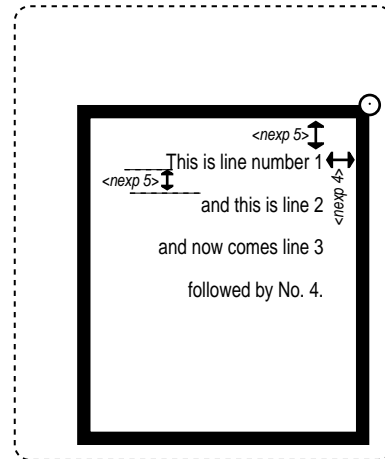 <nexp 5>
This is line number 1
<nexp 5>
<nexp 4>
and this is line 2
and now comes line 3
followed by No. 4.